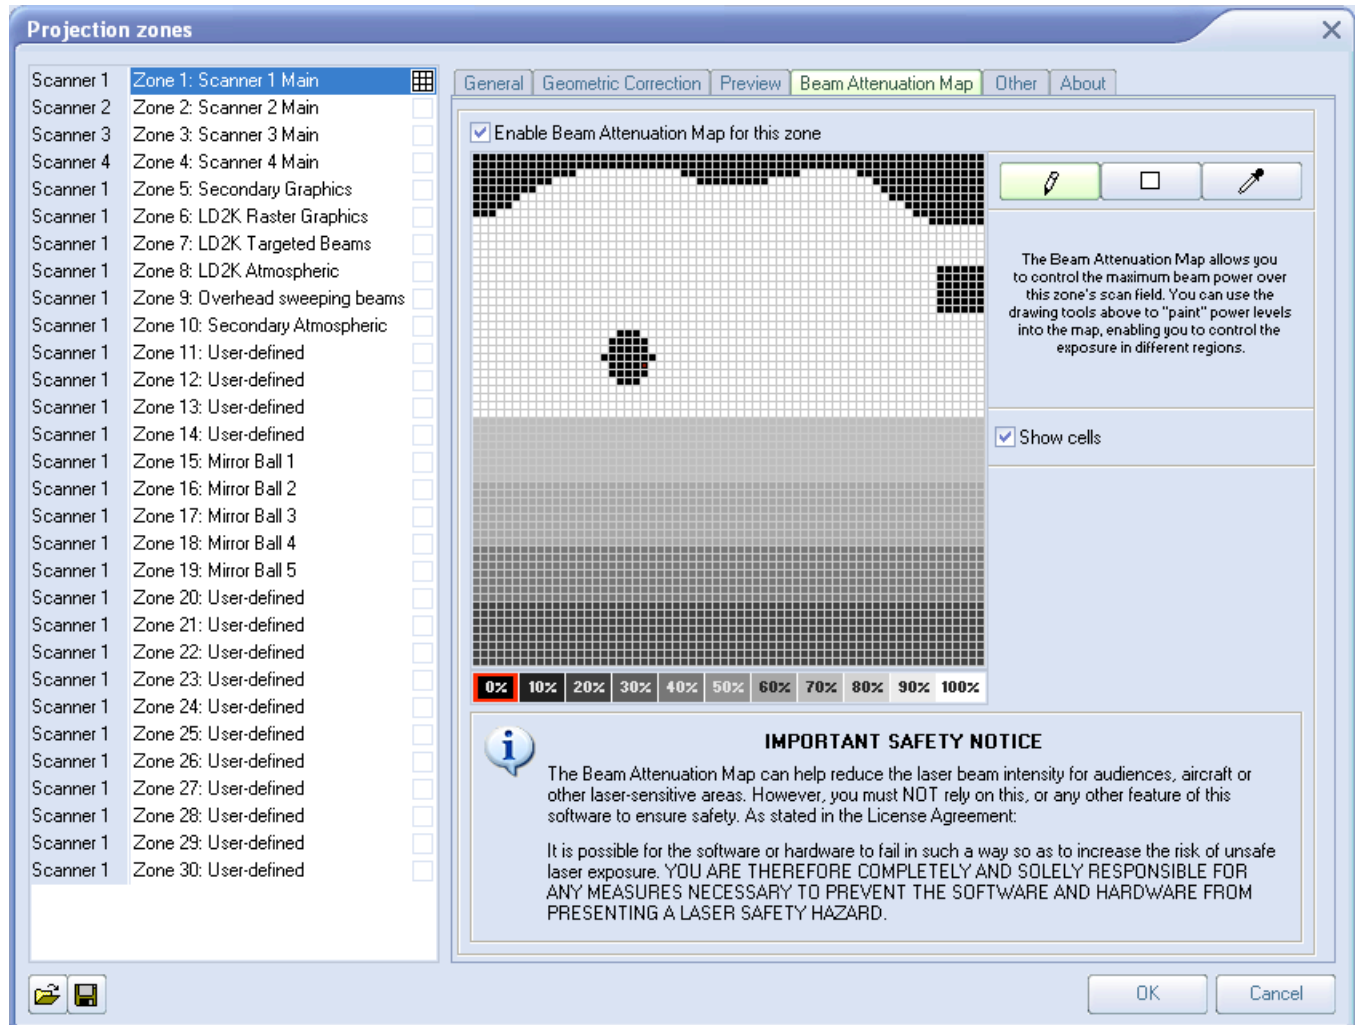 Projection zones
Scanner 1 Zone 1: Scanner 1 Main
Scanner 2 Zone 2: Scanner 2 Main
Scanner 3 Zone 3: Scanner 3 Main
Scanner 4 Zone 4: Scanner 4 Main
Scanner 1 Zone 5: Secondary Graphics
Scanner 1 Zone 6: LD2K Raster Graphics
Scanner 1 Zone 7: LD2K Targeted Beams
Scanner 1 Zone 8: LD2K Atmospheric
Scanner 1 Zone 9: Overhead sweeping beams
Scanner 1 Zone 10: Secondary Atmospheric
Scanner 1 Zone 11: User-defined
Scanner 1 Zone 12: User-defined
Scanner 1 Zone 13: User-defined
Scanner 1 Zone 14: User-defined
Scanner 1 Zone 15: Mirror Ball 1
Scanner 1 Zone 16: Mirror Ball 2
Scanner 1 Zone 17: Mirror Ball 3
Scanner 1 Zone 18: Mirror Ball 4
Scanner 1 Zone 19: Mirror Ball 5
Scanner 1 Zone 20: User-defined
Scanner 1 Zone 21: User-defined
Scanner 1 Zone 22: User-defined
Scanner 1 Zone 23: User-defined
Scanner 1 Zone 24: User-defined
Scanner 1 Zone 25: User-defined
Scanner 1 Zone 26: User-defined
Scanner 1 Zone 27: User-defined
Scanner 1 Zone 28: User-defined
Scanner 1 Zone 29: User-defined
Scanner 1 Zone 30: User-defined
General Geometric Correction Preview Beam Attenuation Map Other About
Enable Beam Attenuation Map for this zone
The Beam Attenuation Map allows you
to control the maximum beam power over
this zone's scan field. You can use the
drawing tools above to "paint" power levels
into the map, enabling you to control the
exposure in different regions.
Show cells
0% 10% 20% 30% 40% 50% 60% 70% 80% 90% 100%
IMPORTANT SAFETY NOTICE
The Beam Attenuation Map can help reduce the laser beam intensity for audiences, aircraft or
other laser-sensitive areas. However, you must NOT rely on this, or any other feature of this
software to ensure safety. As stated in the License Agreement:
It is possible for the software or hardware to fail in such a way so as to increase the risk of unsafe
laser exposure. YOU ARE THEREFORE COMPLETELY AND SOLELY RESPONSIBLE FOR
ANY MEASURES NECESSARY TO PREVENT THE SOFTWARE AND HARDWARE FROM
PRESENTING A LASER SAFETY HAZARD.
OK Cancel